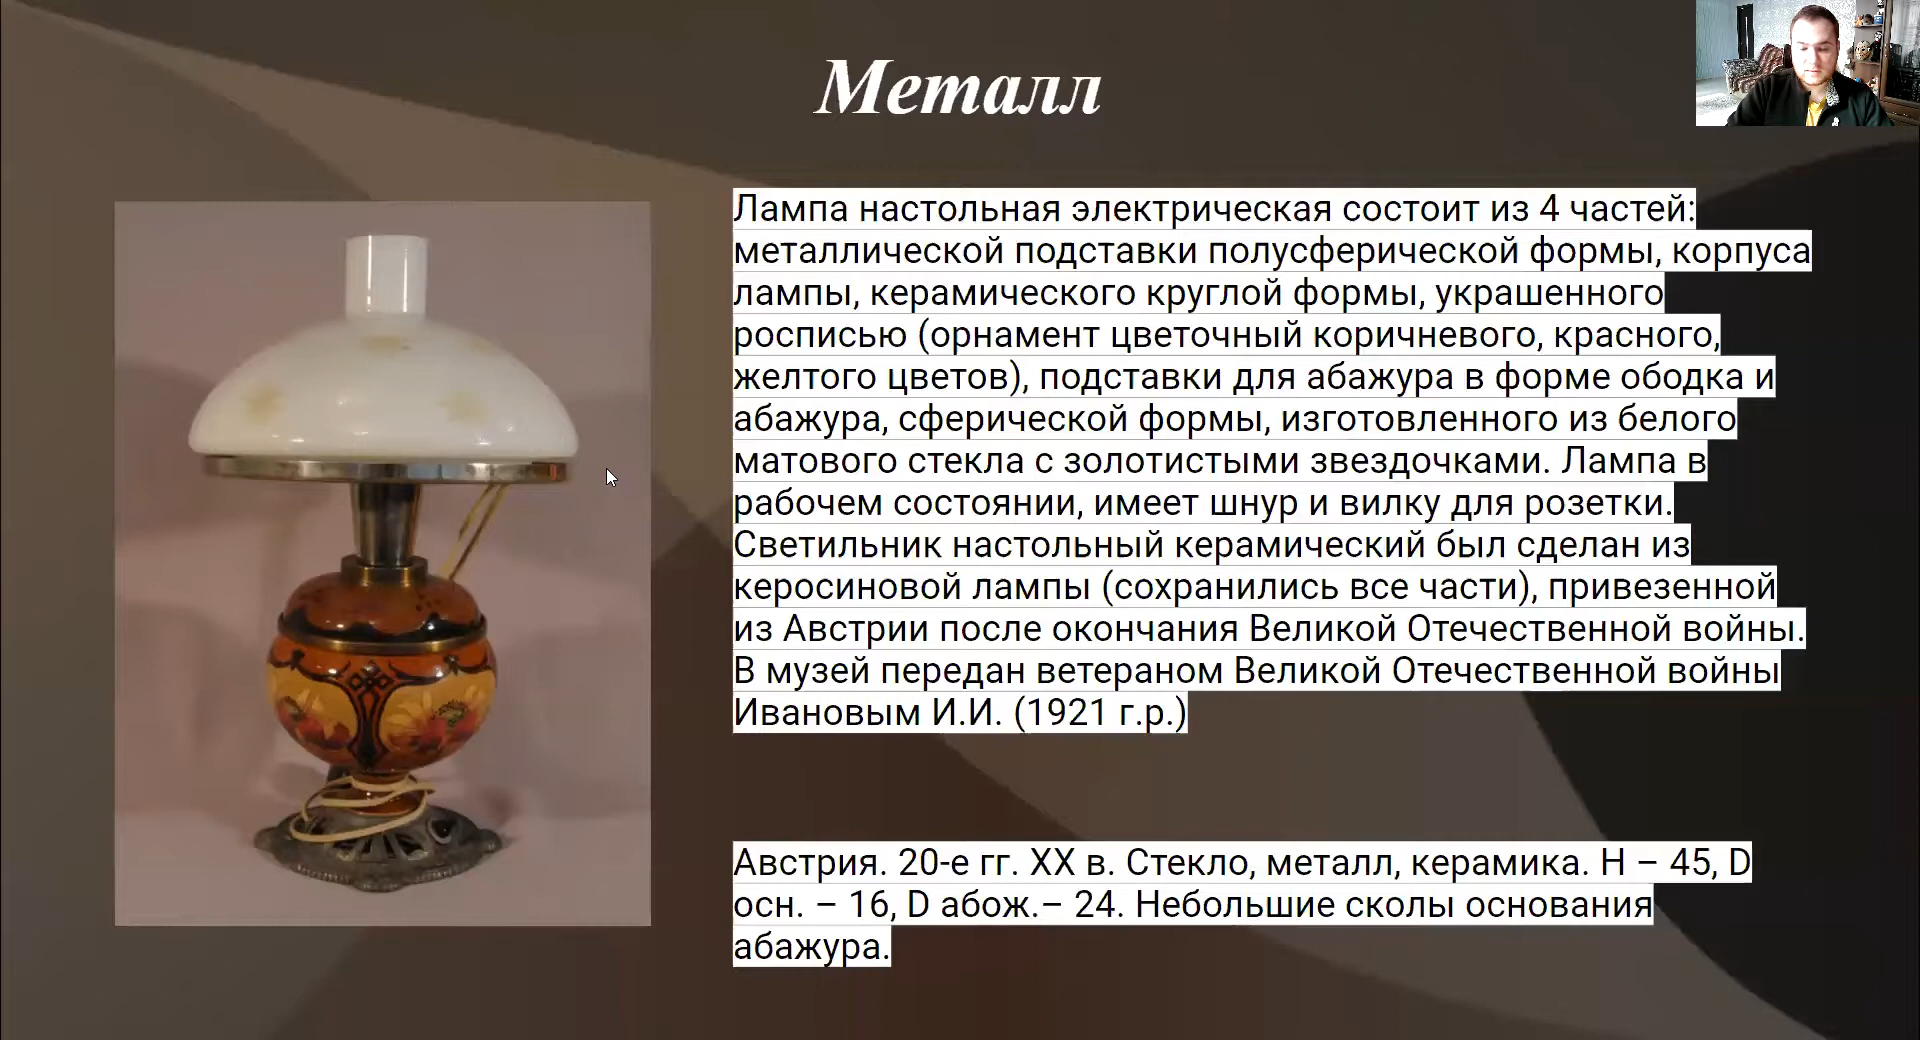 Металл
Лампа настольная электрическая состоит из 4 частей:
металлической подставки полусферической формы, корпуса
лампы, керамического круглой формы, украшенного
росписью (орнамент цветочный коричневого, красного,
желтого цветов), подставки для абажура в форме ободка и
абажура, сферической формы, изготовленного из белого
матового стекла с золотистыми звездочками. Лампа в
рабочем состоянии, имеет шнур и вилку для розетки.
Светильник настольный керамический был сделан из
керосиновой лампы (сохранились все части), привезенной
из Австрии после окончания Великой Отечественной войны.
В музей передан ветераном Великой Отечественной войны
Ивановым И.И. (1921 г.р.)
Австрия. 20-е гг. XX в. Стекло, металл, керамика. Н – 45, D
осн. – 16, D абож.– 24. Небольшие сколы основания
абажура.